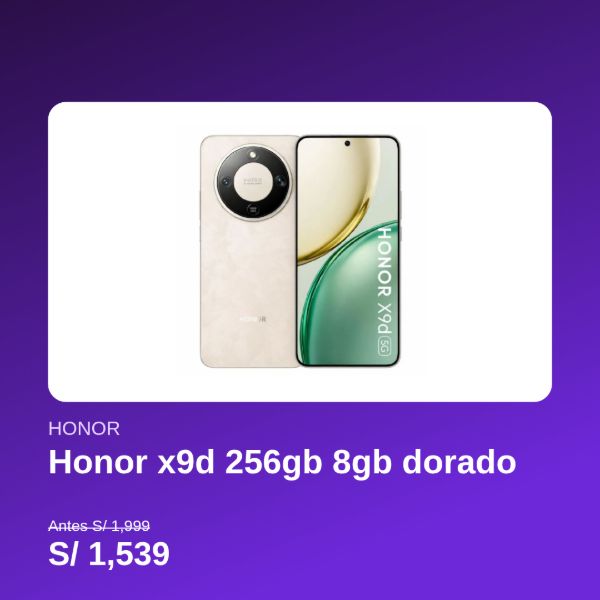 HONOR X9d 5G
HONOR
HONOR
Honor x9d 256gb 8gb dorado
Antes S/ 1,999
S/ 1,539